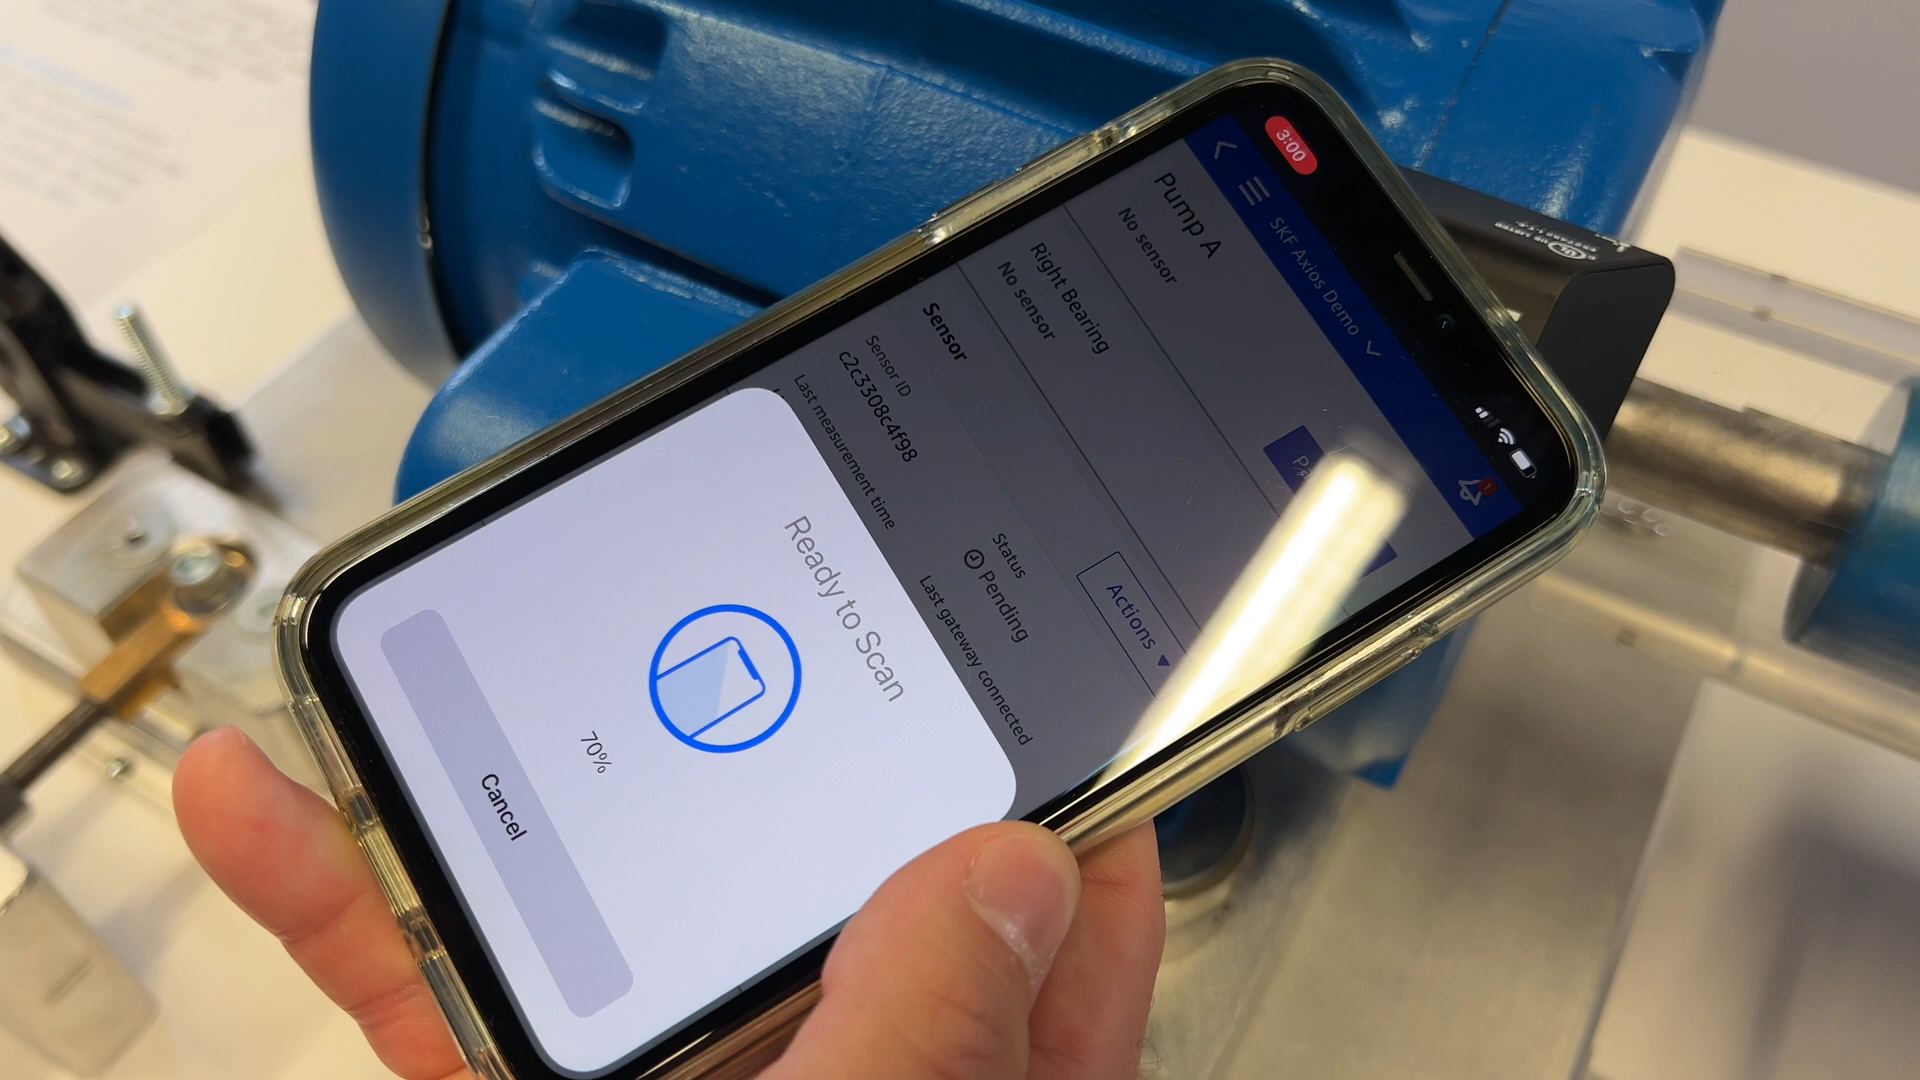 3:00
SKF Axios Demo
1
Pump A
No sensor
Right Bearing
No sensor
Sensor
Actions
Sensor ID
c2c3308c4f98
Status
Pending
Last measurement time
Last gateway connected
Ready to Scan
70%
Cancel